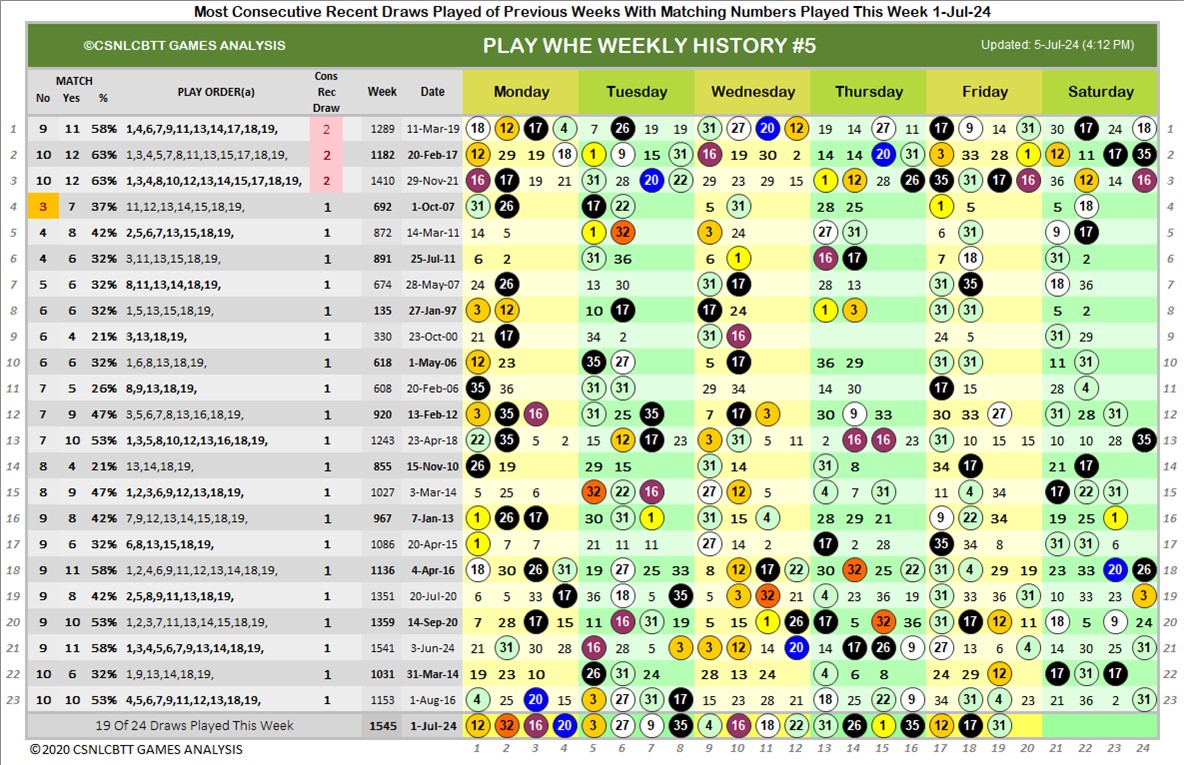 Most Consecutive Recent Draws Played of Previous Weeks With Matching Numbers Played This Week 1-Jul-24
©CSNLCBTT GAMES ANALYSIS PLAY WHE WEEKLY HISTORY #5 Updated: 5-Jul-24 (4:12 PM)
MATCH
No Yes % PLAY ORDER(a) Cons Rec Draw Week Date Monday Tuesday Wednesday Thursday Friday Saturday
1 9 11 58% 1,4,6,7,9,11,13,14,17,18,19, 2 1289 11-Mar-19 18 12 17 4 7 26 19 19 31 27 20 12 19 14 27 11 17 9 14 31 30 17 24 18 1
2 10 12 63% 1,3,4,5,7,8,11,13,15,17,18,19, 2 1182 20-Feb-17 12 29 19 18 1 9 15 31 16 19 30 2 14 14 20 31 3 33 28 1 12 11 17 35 2
3 10 12 63% 1,3,4,8,10,12,13,14,15,17,18,19, 2 1410 29-Nov-21 16 17 19 21 31 28 20 22 29 23 29 15 1 12 28 16 35 31 17 16 36 12 14 16 3
4 3 37% 11,12,13,14,15,18,19, 1 692 1-Oct-07 31 26 17 22 5 31 28 25 1 5 5 18 4
5 4 8 42% 2,5,6,7,13,15,18,19, 1 872 14-Mar-11 14 5 1 32 3 24 27 31 6 31 9 17 5
6 4 6 32% 3,11,13,15,18,19, 1 891 25-Jul-11 6 2 31 36 6 1 16 17 7 18 31 2 6
7 5 6 32% 8,11,13,14,18,19, 1 674 28-May-07 24 26 13 30 31 17 28 13 31 35 18 36 7
8 6 6 32% 1,5,13,15,18,19, 1 135 27-Jan-97 3 12 10 17 17 24 1 3 31 31 5 2 8
9 4 21% 3,13,18,19, 1 330 23-Oct-00 21 17 34 2 31 16 24 5 31 29 9
10 6 32% 1,6,8,13,18,19, 1 618 1-May-06 12 23 35 27 5 17 36 29 31 31 11 31 10
11 7 5 26% 8,9,13,18,19, 1 608 20-Feb-06 35 36 31 31 29 34 14 30 17 15 28 4 11
12 7 9 47% 3,5,6,7,8,13,16,18,19, 1 920 13-Feb-12 3 35 16 31 25 35 7 17 3 30 9 33 30 33 27 31 28 31 12
13 7 10 53% 1,3,5,8,10,12,13,16,18,19, 1 1243 23-Apr-18 22 35 5 2 15 12 17 23 3 31 5 11 2 16 16 23 31 10 15 15 10 10 28 35 13
14 8 4 21% 13,14,18,19, 1 855 15-Nov-10 26 19 29 15 31 14 31 8 34 17 21 17 14
15 8 9 47% 1,2,3,6,9,12,13,18,19, 1 1027 3-Mar-14 5 25 6 32 22 16 27 12 5 4 7 31 11 4 34 17 22 31 15
16 9 8 42% 7,9,12,13,14,15,18,19, 1 967 7-Jan-13 1 26 17 30 31 1 31 15 4 28 29 21 9 22 34 19 25 1 16
17 9 6 32% 6,8,13,15,18,19, 1 1086 20-Apr-15 1 7 7 21 11 11 27 14 2 17 2 28 35 34 8 31 31 6 17
18 9 11 58% 1,2,4,6,9,11,12,13,14,18,19, 1 1136 4-Apr-16 18 30 26 31 19 27 25 33 8 12 17 22 30 32 25 22 31 4 29 19 23 33 20 26 18
19 9 42% 2,5,8,9,11,13,18,19, 1 1351 20-Jul-20 6 5 33 17 36 18 5 35 5 3 32 21 4 23 36 19 31 33 36 31 10 33 23 3 19
20 9 10 53% 1,2,3,7,11,13,14,15,18,19, 1 1359 14-Sep-20 7 28 17 15 11 16 31 19 5 15 1 26 17 5 32 36 31 17 12 11 18 5 9 24 20
21 9 11 58% 1,3,4,5,6,7,9,13,14,18,19, 1 1541 3-Jun-24 21 31 30 28 16 28 5 3 3 12 14 20 14 17 26 9 27 13 6 4 14 30 25 31 21
22 10 6 32% 1,9,13,14,18,19, 1 1031 31-Mar-14 19 23 10 26 31 24 28 13 24 4 6 8 24 29 12 17 31 17 22
23 10 10 53% 4,5,6,7,9,11,12,13,18,19, 1 1153 1-Aug-16 4 25 20 15 3 27 31 17 15 23 28 21 18 25 22 9 34 31 4 23 21 36 2 31 23
19 Of 24 Draws Played This Week 1545 1-Jul-24 12 32 16 20 3 27 9 35 4 16 18 22 31 26 1 35 12 17 31
© 2020 CSNLCBTT GAMES ANALYSIS 1 2 3 4 5 6 7 8 9 10 11 12 13 14 15 16 17 18 19 20 21 22 23 24